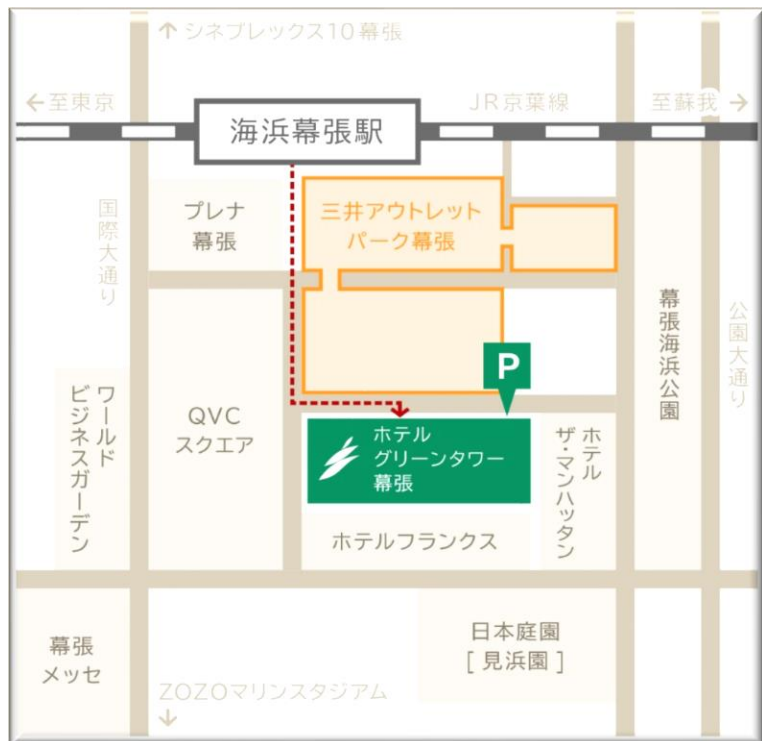 ↑ シネプレックス10 幕張
← 至東京
JR京葉線
至蘇我 →
海浜幕張駅
国際大通り
プレナ
幕張
三井アウトレット
パーク幕張
幕張海浜公園
公園大通り
P
ワールド
ビジネスガーデン
QVC
スクエア
ホテル
グリーンタワー
幕張
ホテル
ザ・マンハッタン
ホテルフランクス
幕張
メッセ
日本庭園
[ 見浜園 ]
ZOZOマリンスタジアム
↓